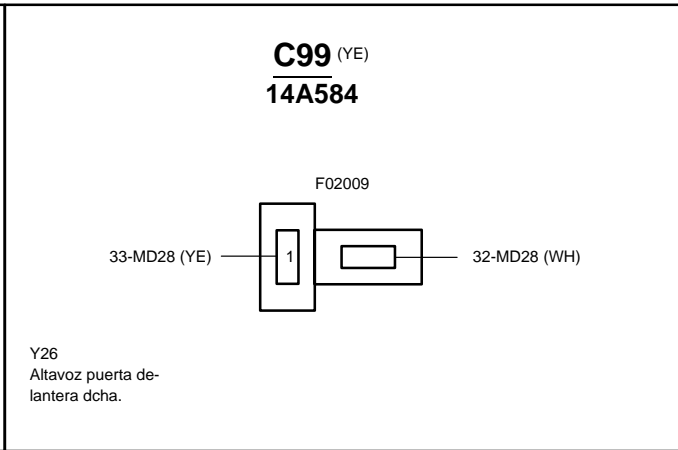 C99 (YE)
14A584
F02009
33-MD28 (YE)
1
32-MD28 (WH)
Y26
Altavoz puerta de-
lantera dcha.